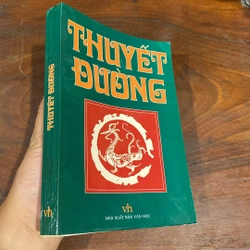 THUYẾT
ĐƯỜNG
THUYẾT ĐƯỜNG
vh
vh
NHÀ XUẤT BẢN VĂN HỌC